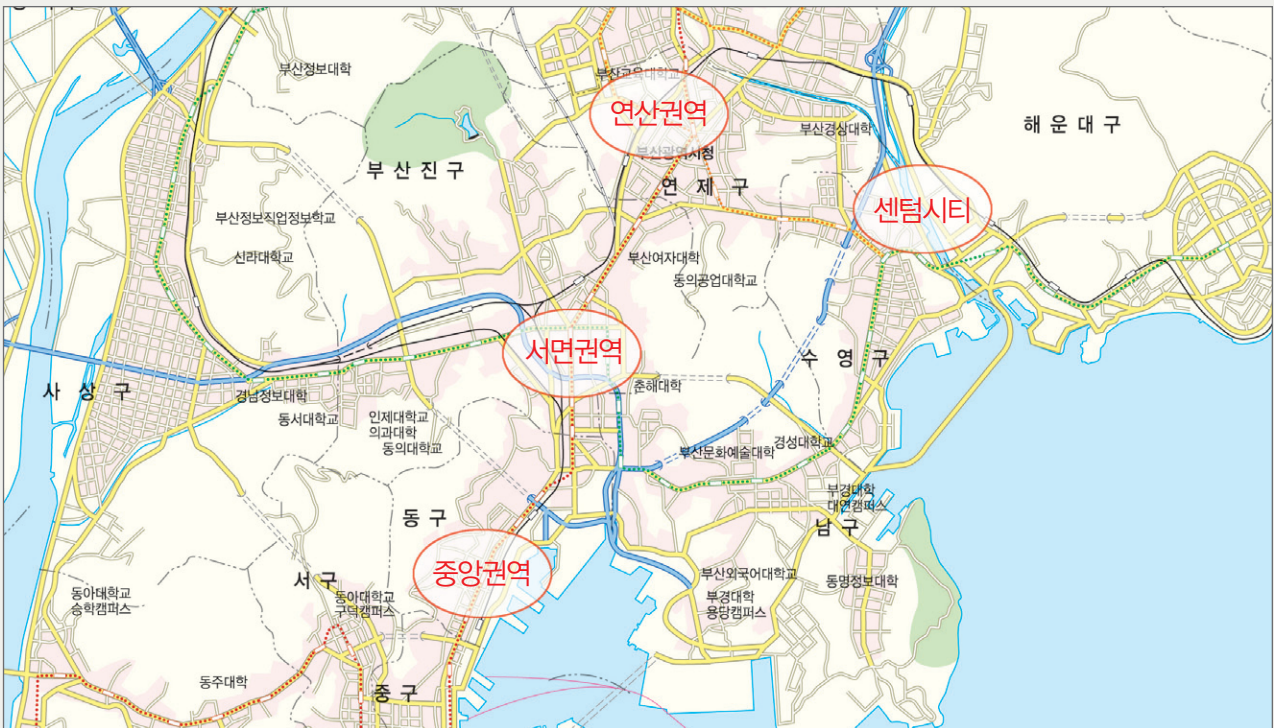 부산정보대학
부산교육대학교
연산권역
부산경상대학
해운대구
부산진구
부산광역시청
연제구
센텀시티
부산정보직업정보학교
신라대학교
부산여자대학
동의공업대학교
서면권역
수영구
사상구
경남정보대학
춘해대학
동서대학교
인제대학교
의과대학
동의대학교
경성대학교
부산문화예술대학
부경대학
대연캠퍼스
동구
남구
중앙권역
서구
부산외국어대학교
동명정보대학
동아대학교
승학캠퍼스
동아대학교
구덕캠퍼스
부경대학
용당캠퍼스
동주대학
중구